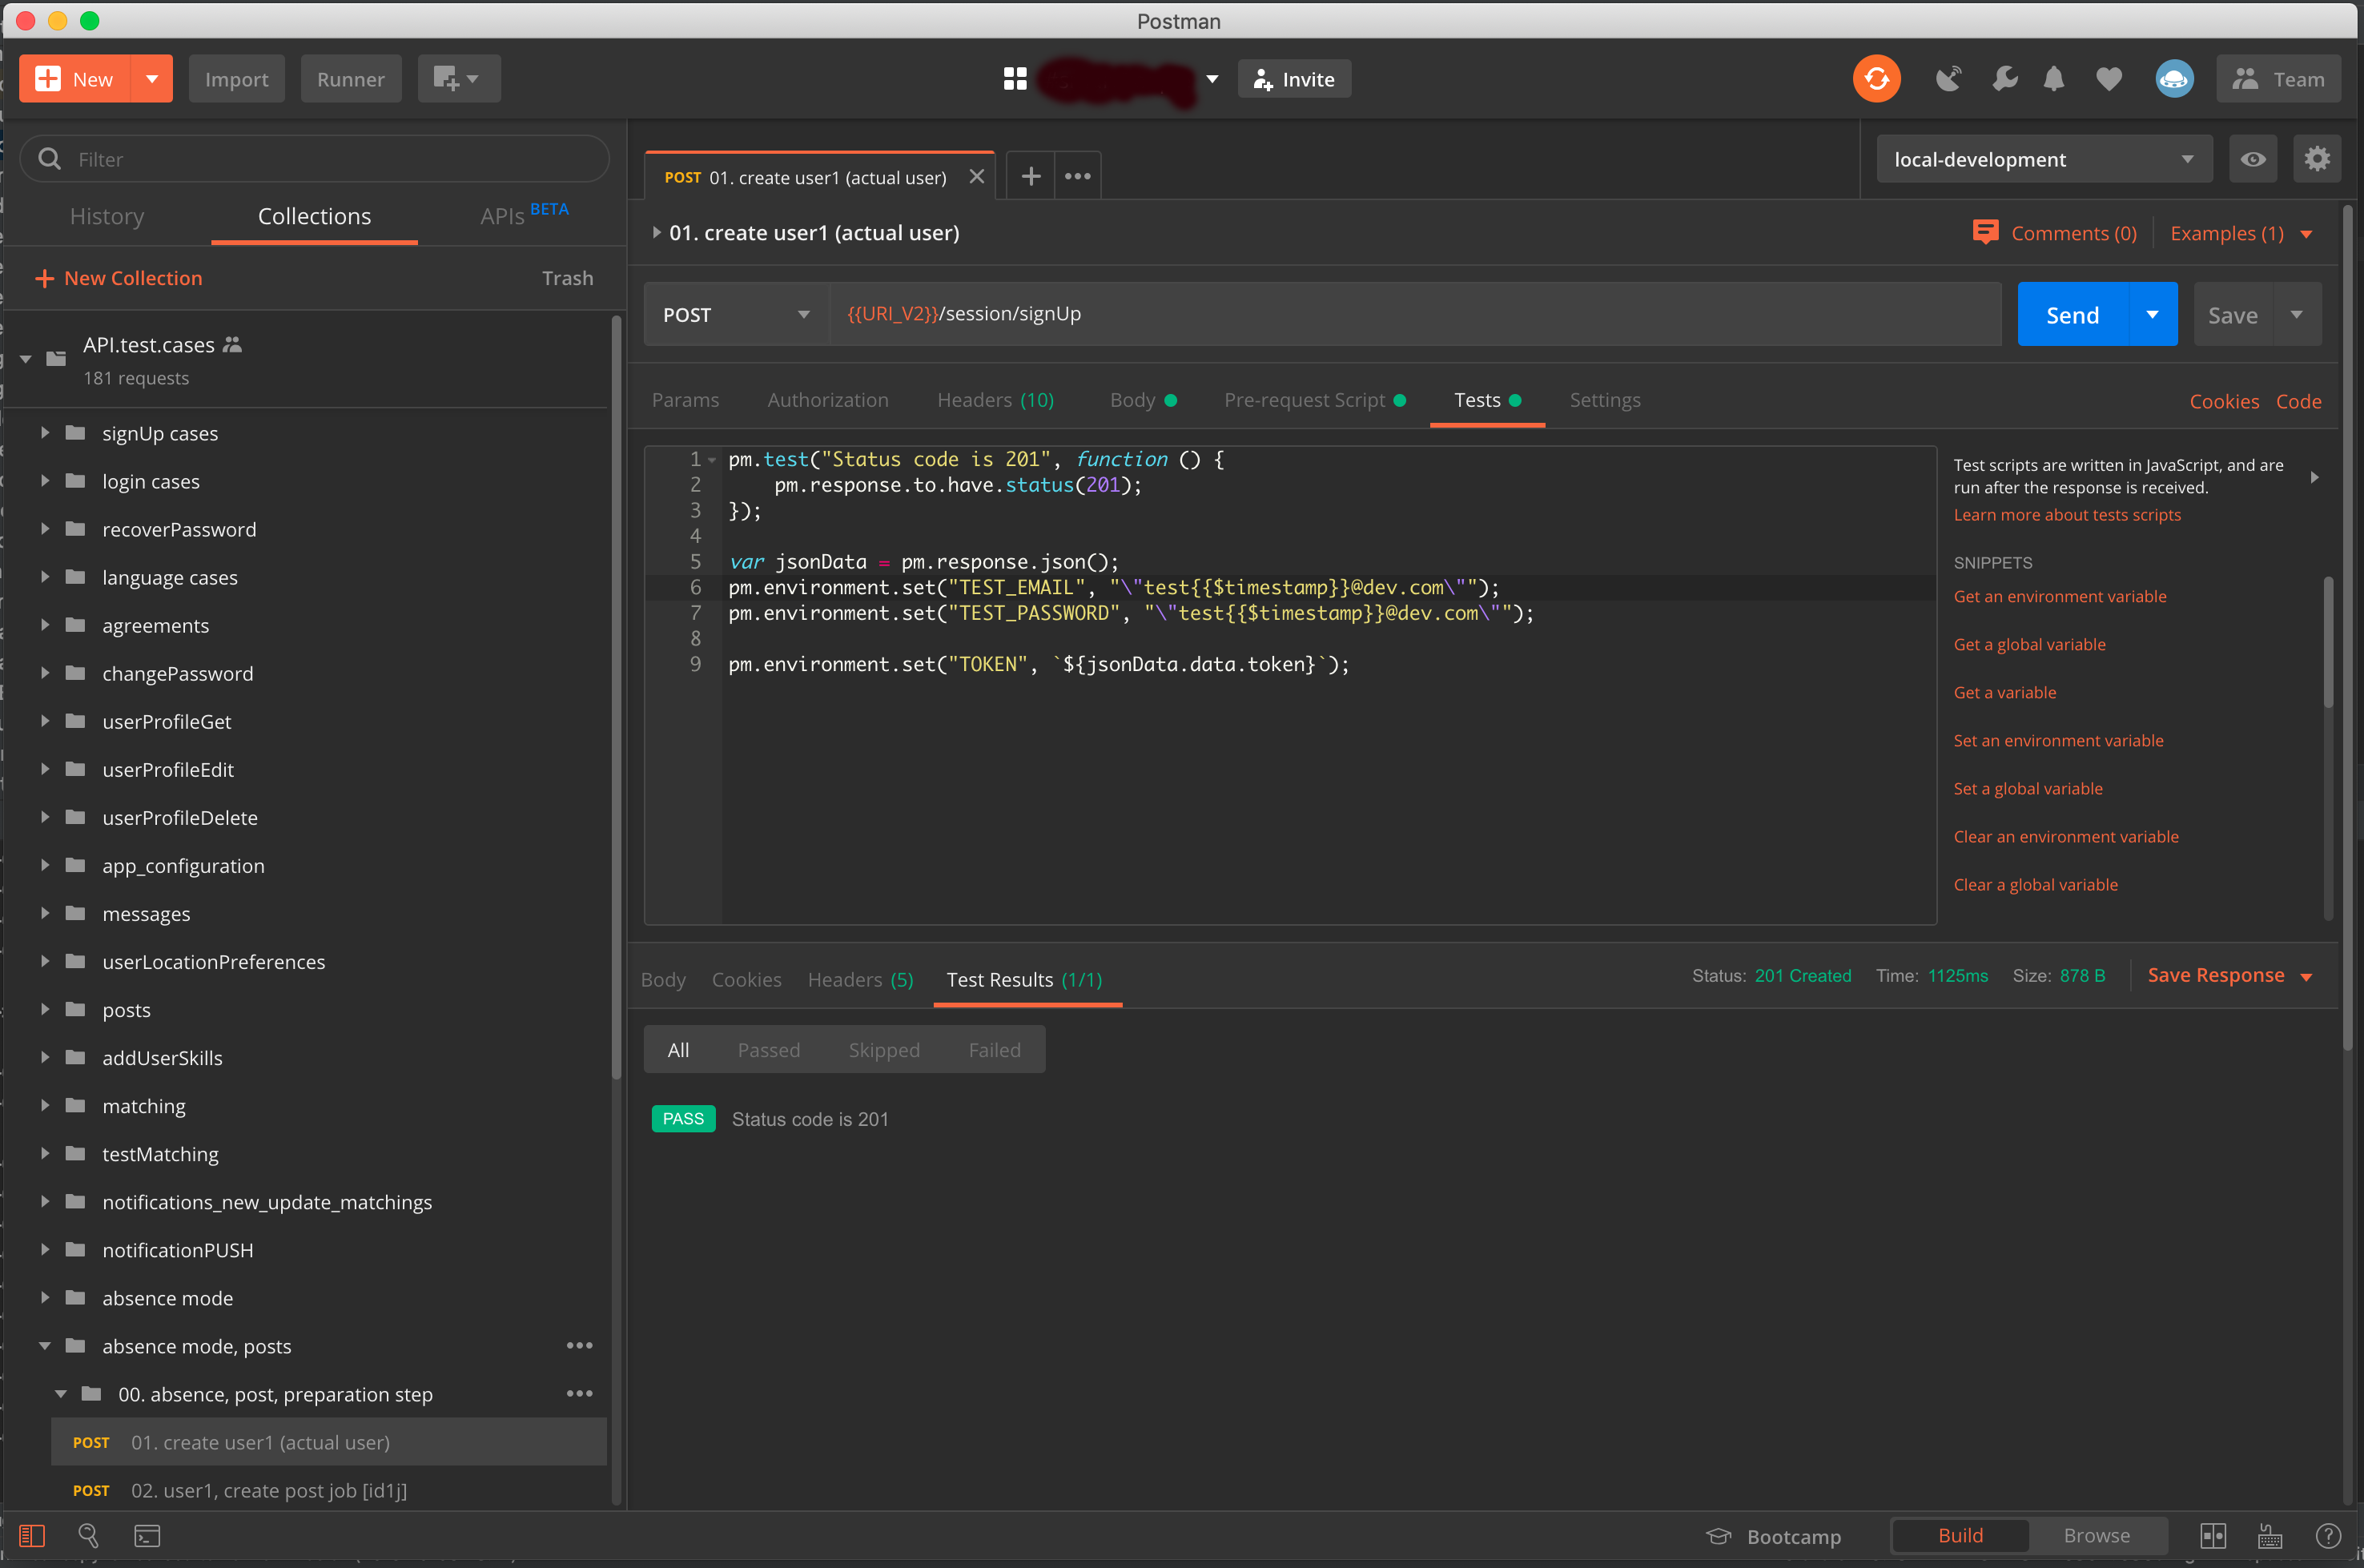 Postman
New
Import
Runner
Invite
Team
Filter
History
Collections
APIs BETA
New Collection
Trash
API.test.cases
181 requests
signUp cases
login cases
recoverPassword
language cases
agreements
changePassword
userProfileGet
userProfileEdit
userProfileDelete
app_configuration
messages
userLocationPreferences
posts
addUserSkills
matching
testMatching
notifications_new_update_matchings
notificationPUSH
absence mode
absence mode, posts
00. absence, post, preparation step
POST 01. create user1 (actual user)
POST 02. user1, create post job [id1j]
POST 01. create user1 (actual user)
local-development
01. create user1 (actual user)
Comments (0)
Examples (1)
POST
{{URI_V2}}/session/signUp
Send
Save
Params
Authorization
Headers (10)
Body
Pre-request Script
Tests
Settings
Cookies
Code
1 pm.test("Status code is 201", function () {
2 pm.response.to.have.status(201);
3 });
4
5 var jsonData = pm.response.json();
6 pm.environment.set("TEST_EMAIL", "\"test{{$timestamp}}@dev.com\"");
7 pm.environment.set("TEST_PASSWORD", "\"test{{$timestamp}}@dev.com\"");
8
9 pm.environment.set("TOKEN", `${jsonData.data.token}`);
Test scripts are written in JavaScript, and are
run after the response is received.
Learn more about tests scripts
SNIPPETS
Get an environment variable
Get a global variable
Get a variable
Set an environment variable
Set a global variable
Clear an environment variable
Clear a global variable
Body
Cookies
Headers (5)
Test Results (1/1)
Status: 201 Created
Time: 1125ms
Size: 878 B
Save Response
All
Passed
Skipped
Failed
PASS Status code is 201
Bootcamp
Build
Browse